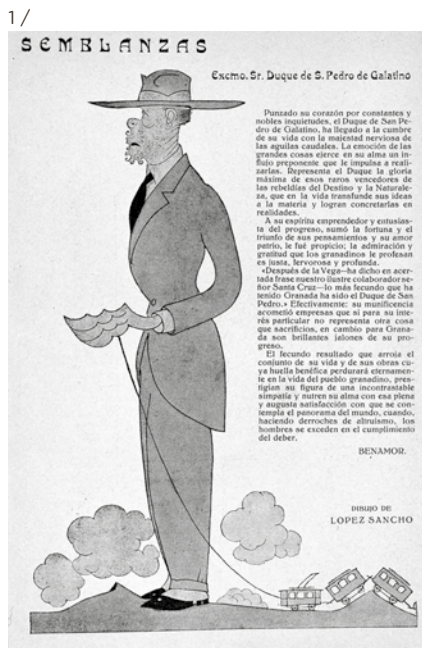 1 /
SEMBLANZAS
Excmo. Sr. Duque de S. Pedro de Galatino
Punzado su corazón por constantes y
nobles inquietudes, el Duque de San Pe-
dro de Galatino, ha llegado a la cumbre
de su vida con la majestad nerviosa de
las aguilas caudales. La emoción de las
grandes cosas ejerce en su alma un in-
flujo preponente que le impulsa a reali-
zarlas. Representa el Duque la gloria
máxima de esos raros vencedores de
las rebeldías del Destino y la Naturale-
za, que en la vida transfunde sus ideas
a la materia y logran concretarlas en
realidades.
A su espíritu emprendedor y entusias-
ta del progreso, sumó la fortuna y el
triunfo de sus pensamientos y su amor
patrio, le fué propicio; la admiración y
gratitud que los granadinos le profesan
es justa, fervorosa y profunda.
«Después de la Vega—ha dicho en acer-
tada frase nuestro ilustre colaborador se-
ñor Santa Cruz—lo más fecundo que ha
tenido Granada ha sido el Duque de San
Pedro.» Efectivamente: su munificencia
acometió empresas que si para su inte-
rés particular no representa otra cosa
que sacrificios, en cambio para Grana-
da son brillantes jalones de su pro-
greso.
El fecundo resultado que arroja el
conjunto de su vida y de sus obras cu-
ya huella benéfica perdurará eternamen-
te en la vida del pueblo granadino, pres-
tigian su figura de una incontrastable
simpatía y nutren su alma con esa plena
y augusta satisfacción con que se con-
templa el panorama del mundo, cuando,
haciendo derroches de altruismo, los
hombres se exceden en el cumplimiento
del deber.
BENAMOR.
DIBUJO DE
LOPEZ SANCHO